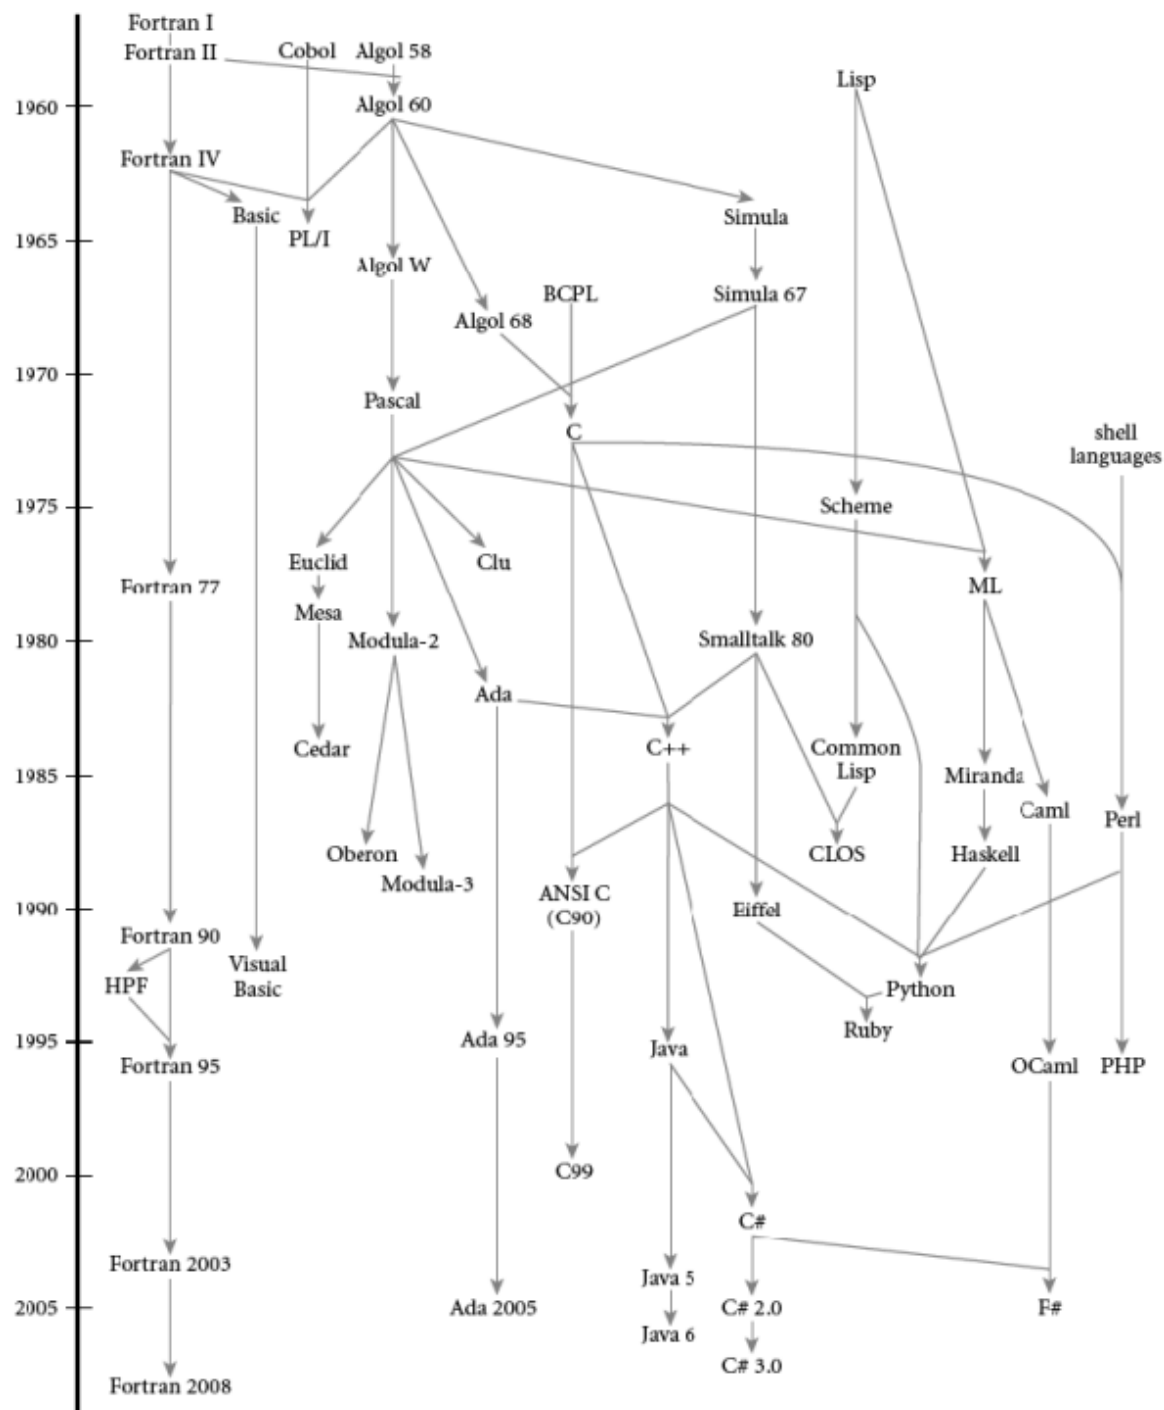 Fortran I
Fortran II
Cobol
Algol 58
Lisp
1960
Algol 60
Fortran IV
Basic
PL/I
Simula
1965
Algol W
BCPL
Simula 67
Algol 68
1970
Pascal
C
shell
languages
1975
Scheme
Euclid
Clu
Fortran 77
ML
Mesa
1980
Modula-2
Smalltalk 80
Ada
Cedar
C++
Common
Lisp
1985
Miranda
Caml
Perl
Oberon
CLOS
Haskell
Modula-3
ANSI C
(C90)
1990
Eiffel
Fortran 90
Visual
Basic
HPF
Python
Ruby
1995
Ada 95
Java
Fortran 95
OCaml
PHP
2000
C99
C#
Fortran 2003
Java 5
2005
Ada 2005
C# 2.0
F#
Java 6
C# 3.0
Fortran 2008